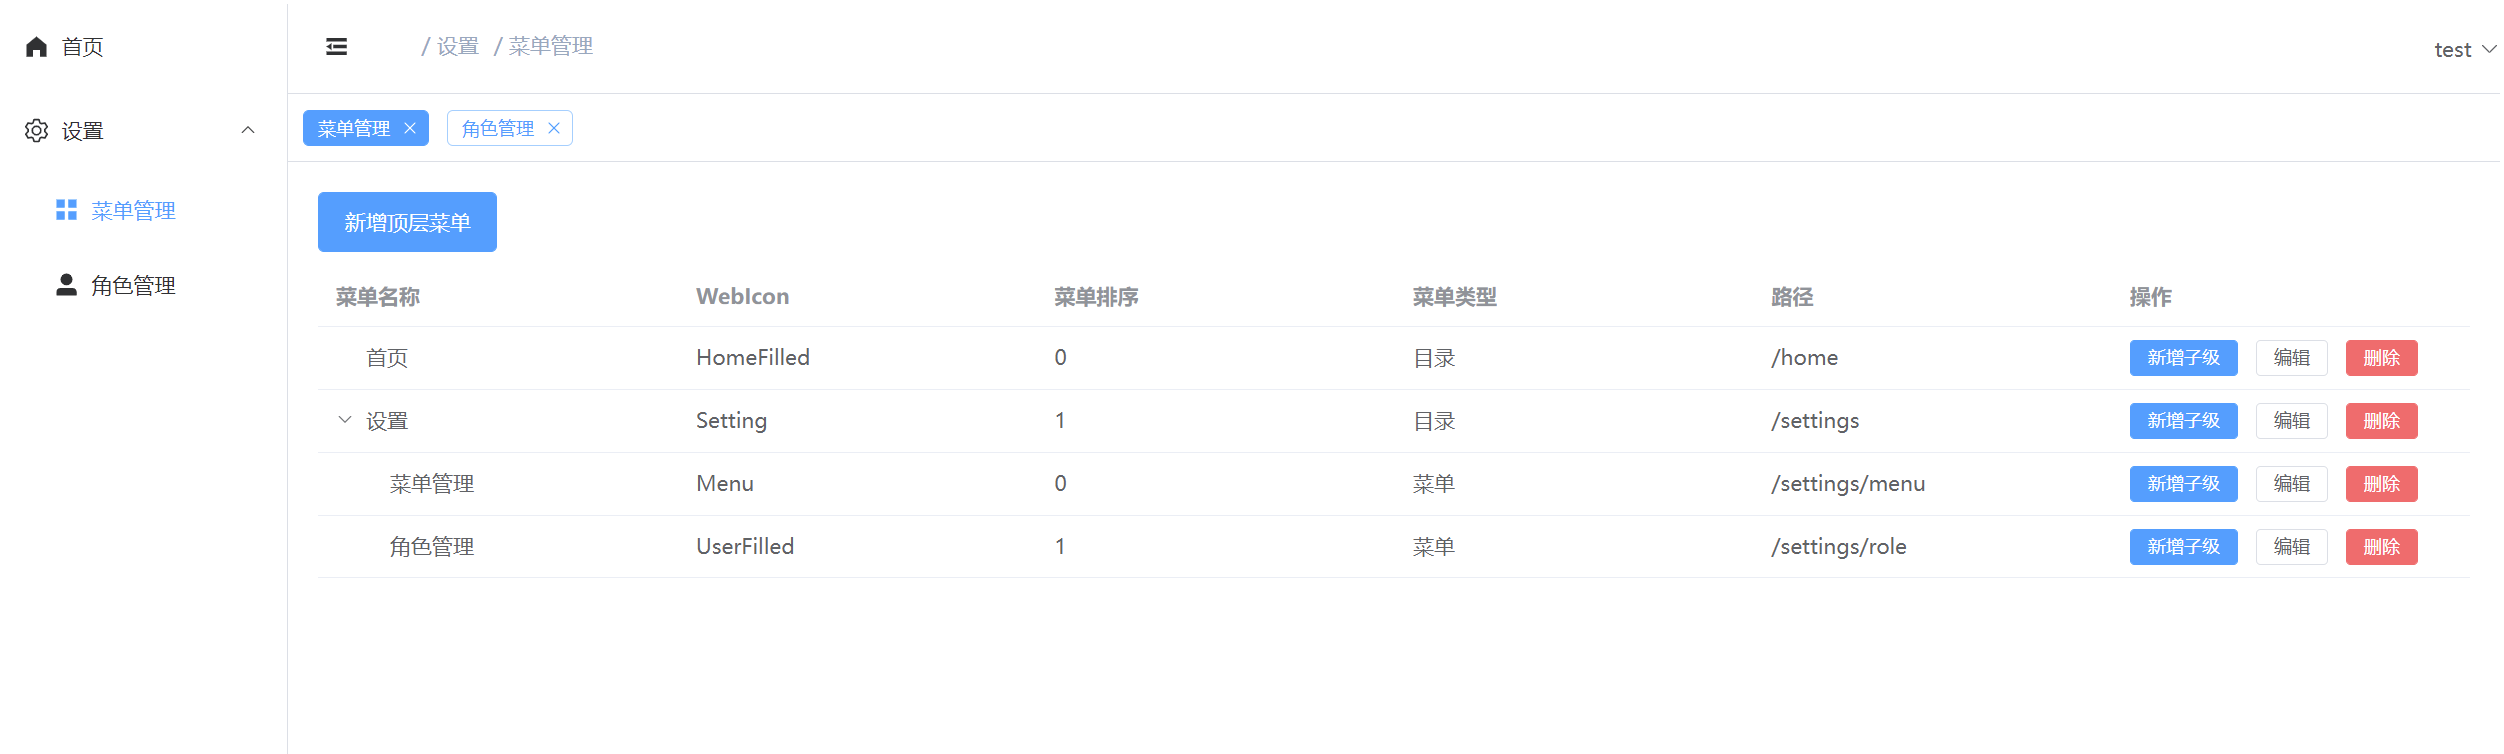 首页
设置
菜单管理
角色管理
/ 设置 / 菜单管理
test
菜单管理 角色管理
新增顶层菜单
菜单名称 WebIcon 菜单排序 菜单类型 路径 操作
首页 HomeFilled 0 目录 /home 新增子级 编辑 删除
设置 Setting 1 目录 /settings 新增子级 编辑 删除
菜单管理 Menu 0 菜单 /settings/menu 新增子级 编辑 删除
角色管理 UserFilled 1 菜单 /settings/role 新增子级 编辑 删除